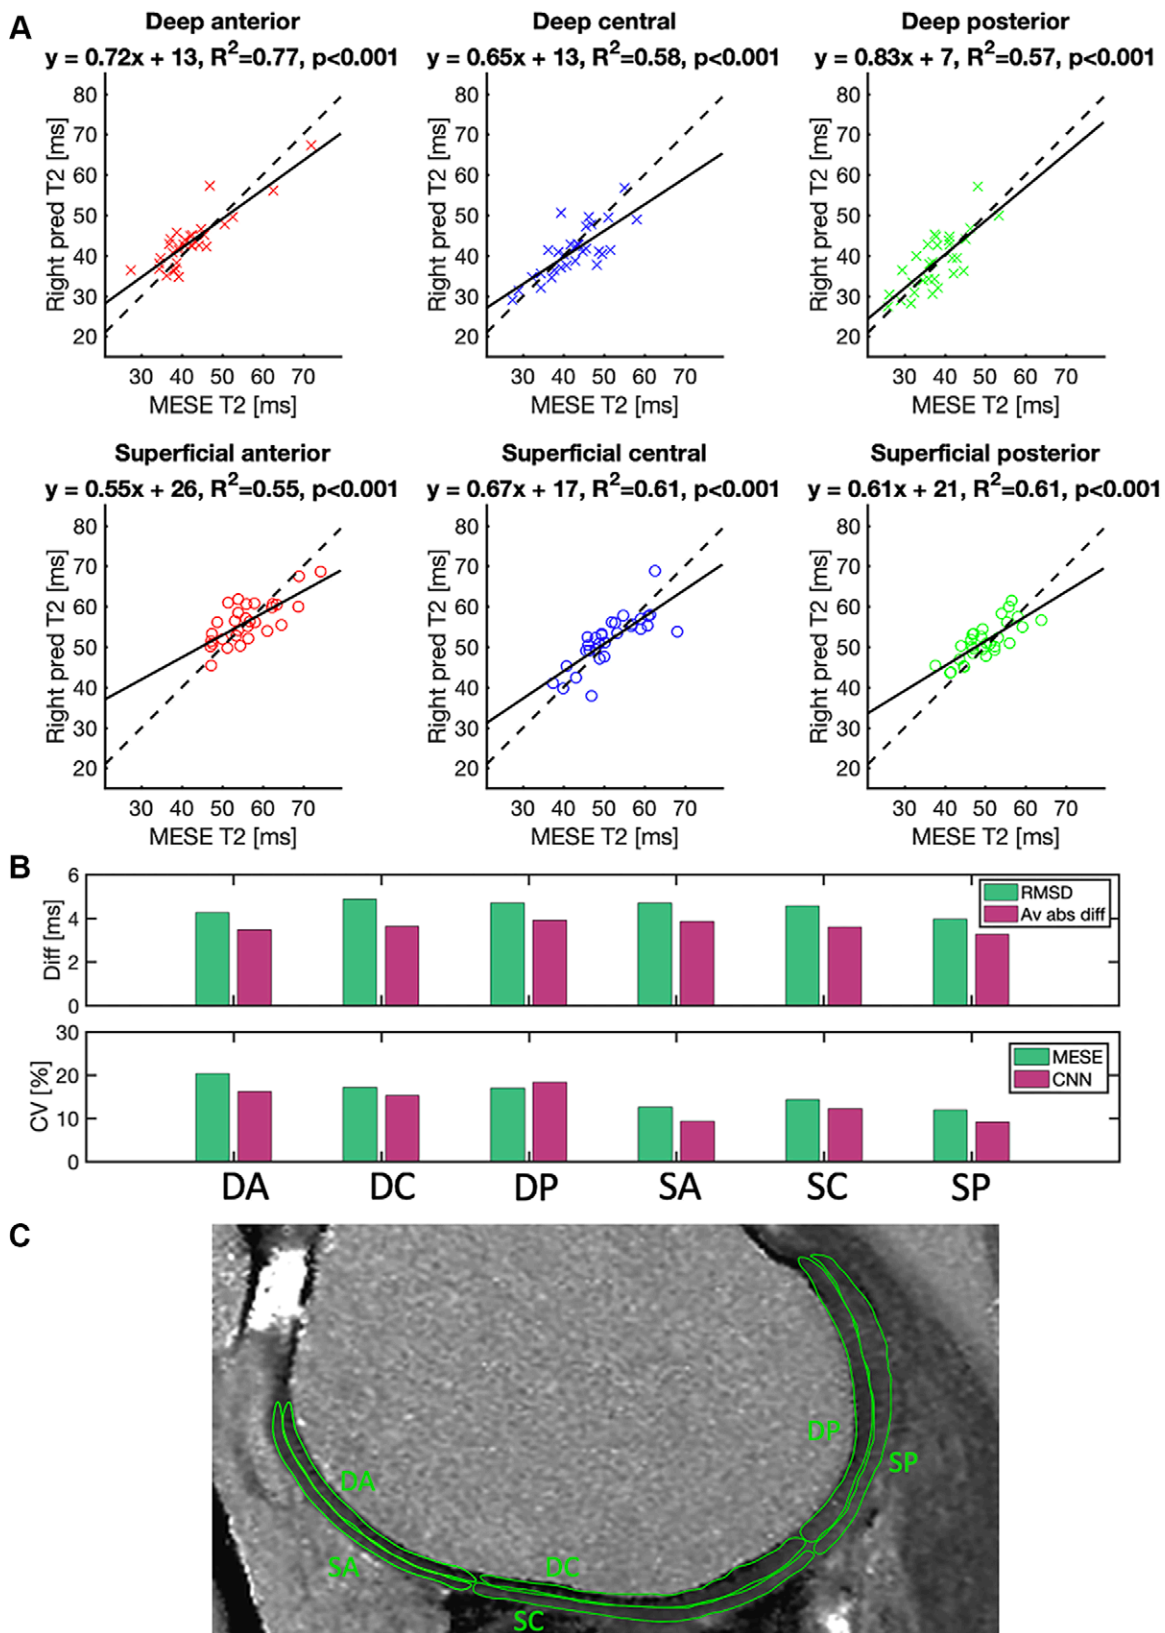 A
Deep anterior
y = 0.72x + 13, R²=0.77, p<0.001
Right pred T2 [ms]
80
70
60
50
40
30
20
30 40 50 60 70
MESE T2 [ms]
Deep central
y = 0.65x + 13, R²=0.58, p<0.001
Right pred T2 [ms]
80
70
60
50
40
30
20
30 40 50 60 70
MESE T2 [ms]
Deep posterior
y = 0.83x + 7, R²=0.57, p<0.001
Right pred T2 [ms]
80
70
60
50
40
30
20
30 40 50 60 70
MESE T2 [ms]
Superficial anterior
y = 0.55x + 26, R²=0.55, p<0.001
Right pred T2 [ms]
80
70
60
50
40
30
20
30 40 50 60 70
MESE T2 [ms]
Superficial central
y = 0.67x + 17, R²=0.61, p<0.001
Right pred T2 [ms]
80
70
60
50
40
30
20
30 40 50 60 70
MESE T2 [ms]
Superficial posterior
y = 0.61x + 21, R²=0.61, p<0.001
Right pred T2 [ms]
80
70
60
50
40
30
20
30 40 50 60 70
MESE T2 [ms]
B
Diff [ms]
6
4
2
0
RMSD
Av abs diff
CV [%]
30
20
10
0
MESE
CNN
DA DC DP SA SC SP
C
DP
SP
DA
SA
DC
SC